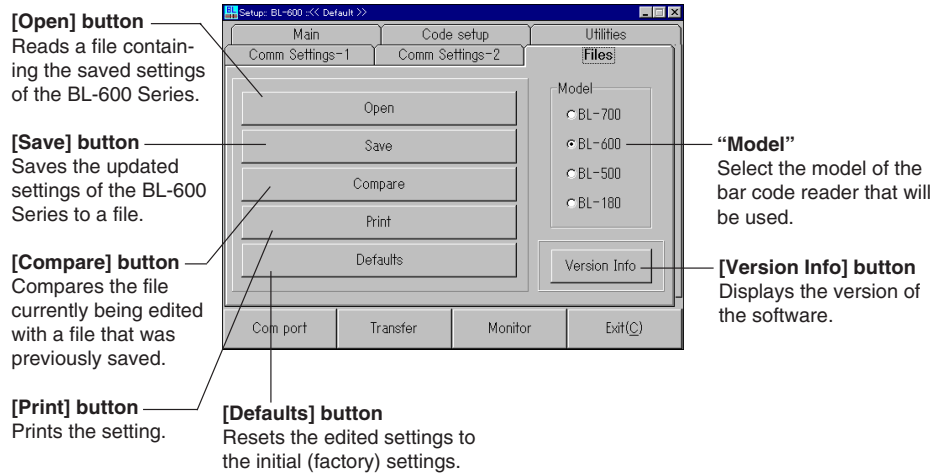 [Open] button
Reads a file contain-
ing the saved settings
of the BL-600 Series.
[Save] button
Saves the updated
settings of the BL-600
Series to a file.
[Compare] button
Compares the file
currently being edited
with a file that was
previously saved.
[Print] button
Prints the setting.
BL
Setup: BL-600 :<< Default >>
Main
Code setup
Utilities
Comm Settings-1
Comm Settings-2
Files
Open
Save
Compare
Print
Defaults
Model
BL-700
BL-600
BL-500
BL-180
Version Info
Com port
Transfer
Monitor
Exit(C)
[Defaults] button
Resets the edited settings to
the initial (factory) settings.
“Model”
Select the model of the
bar code reader that will
be used.
[Version Info] button
Displays the version of
the software.